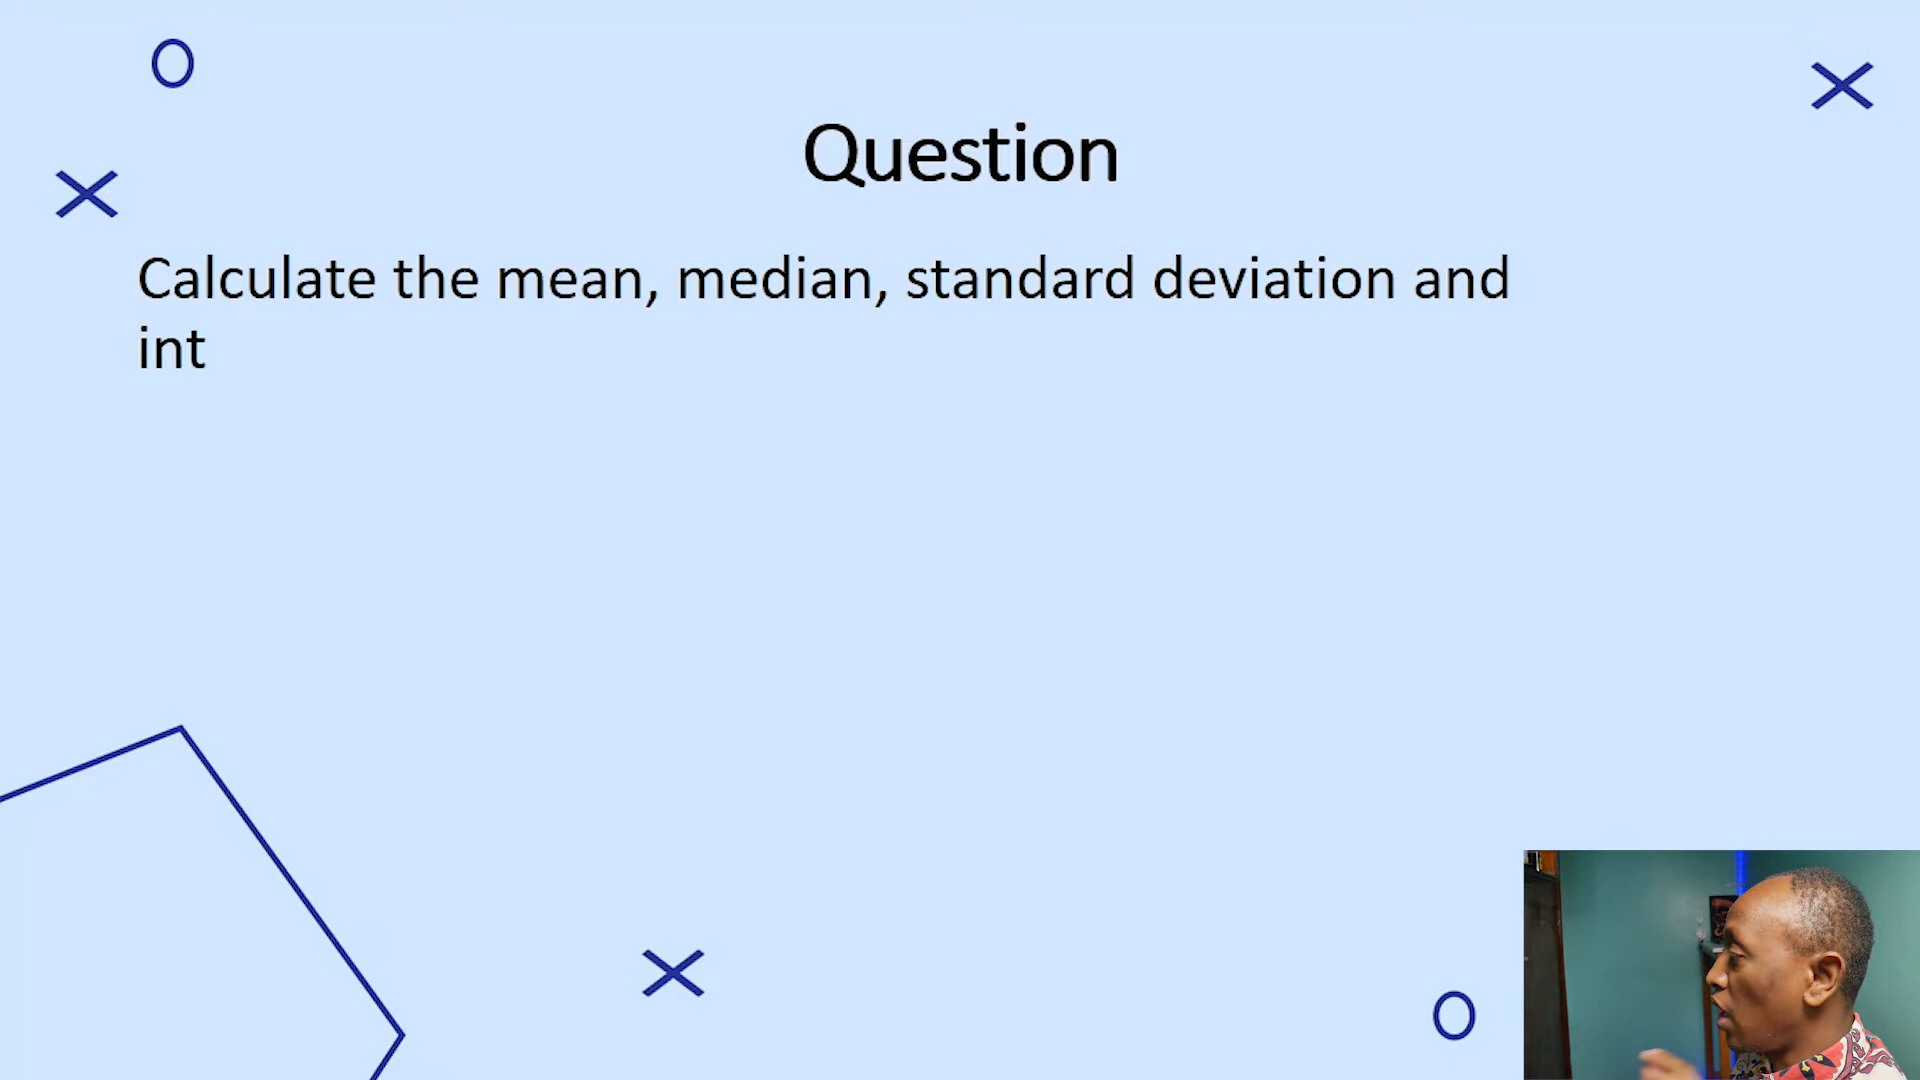 Question
Calculate the mean, median, standard deviation and
int